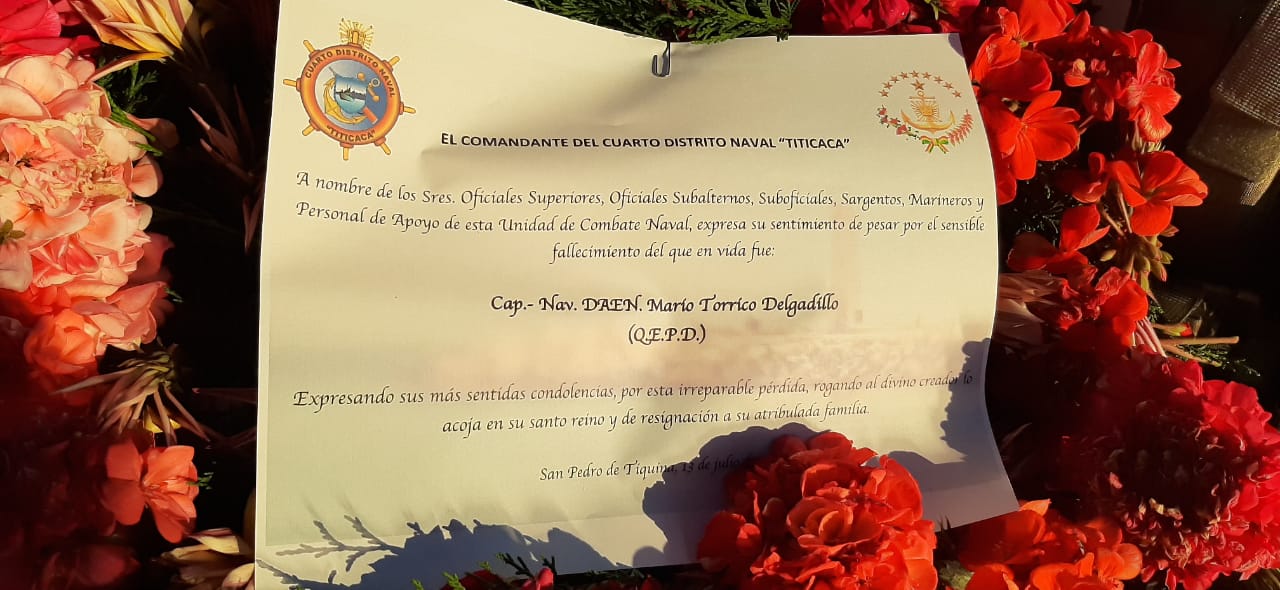 CUARTO DISTRITO NAVAL
"TITICACA"
EL COMANDANTE DEL CUARTO DISTRITO NAVAL "TITICACA"
A nombre de los Sres. Oficiales Superiores, Oficiales Subalternos, Suboficiales, Sargentos, Marineros y
Personal de Apoyo de esta Unidad de Combate Naval, expresa su sentimiento de pesar por el sensible
fallecimiento del que en vida fue:
Cap.- Nav. DAEN. Mario Torrico Delgadillo
(Q.E.P.D.)
Expresando sus más sentidas condolencias, por esta irreparable pérdida, rogando al divino creador lo
acoja en su santo reino y de resignación a su atribulada familia.
San Pedro de Tiquina, 13 de julio